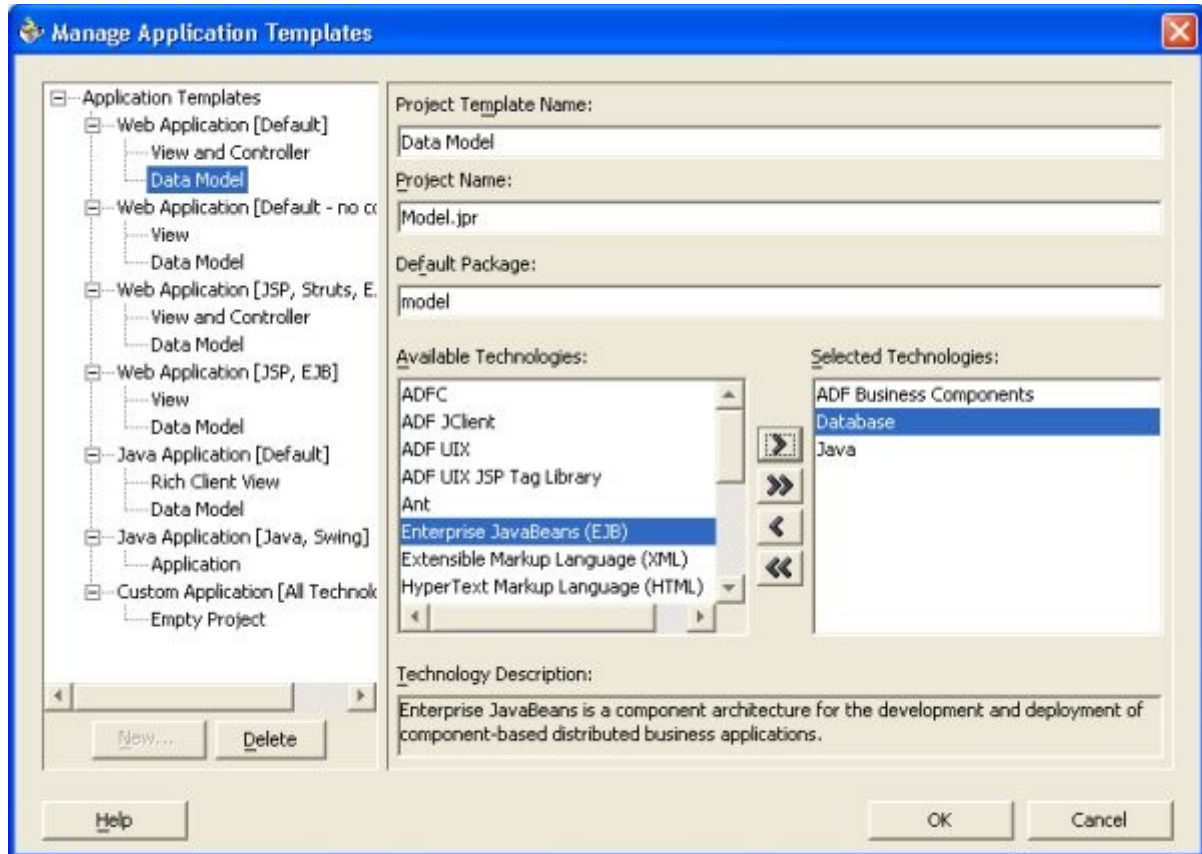 Manage Application Templates
Application Templates
Web Application [Default]
View and Controller
Data Model
Web Application [Default - no co
View
Data Model
Web Application [JSP, Struts, E.
View and Controller
Data Model
Web Application [JSP, EJB]
View
Data Model
Java Application [Default]
Rich Client View
Data Model
Java Application [Java, Swing]
Application
Custom Application [All Technolo
Empty Project
New...
Delete
Project Template Name:
Data Model
Project Name:
Model.jpr
Default Package:
model
Available Technologies:
ADFC
ADF JClient
ADF UIX
ADF UIX JSP Tag Library
Ant
Enterprise JavaBeans (EJB)
Extensible Markup Language (XML)
HyperText Markup Language (HTML)
Selected Technologies:
ADF Business Components
Database
Java
Technology Description:
Enterprise JavaBeans is a component architecture for the development and deployment of
component-based distributed business applications.
Help
OK
Cancel